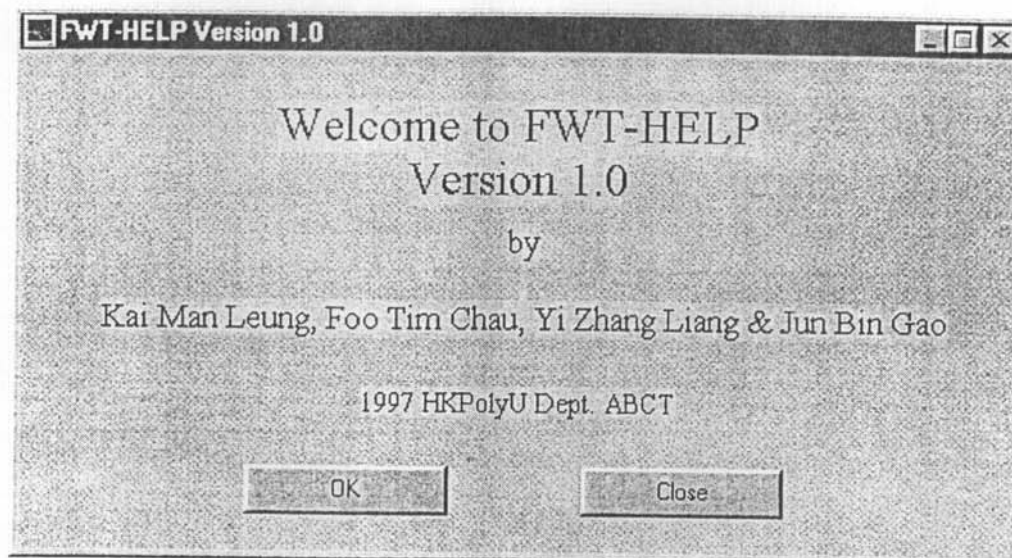 FWT-HELP Version 1.0
Welcome to FWT-HELP
Version 1.0
by
Kai Man Leung, Foo Tim Chau, Yi Zhang Liang & Jun Bin Gao
1997 HKPolyU Dept. ABCT
OK Close